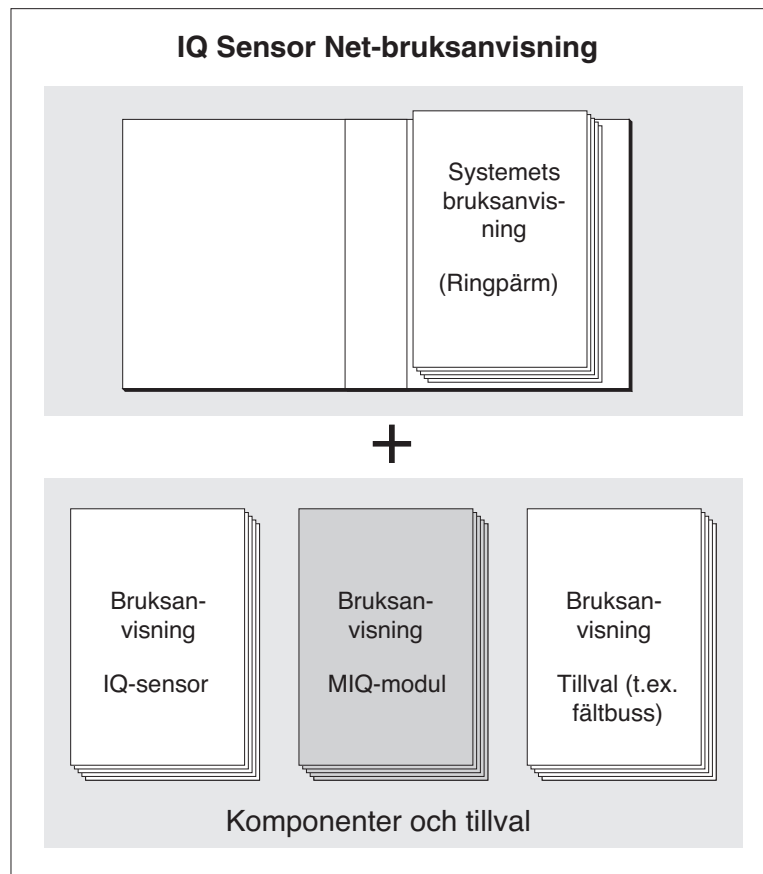 IQ Sensor Net-bruksanvisning
Systemets
bruksanvis-
ning
(Ringpärm)
+
Bruksan-
visning
IQ-sensor
Bruksan-
visning
MIQ-modul
Bruksan-
visning
Tillval (t.ex.
fältbuss)
Komponenter och tillval